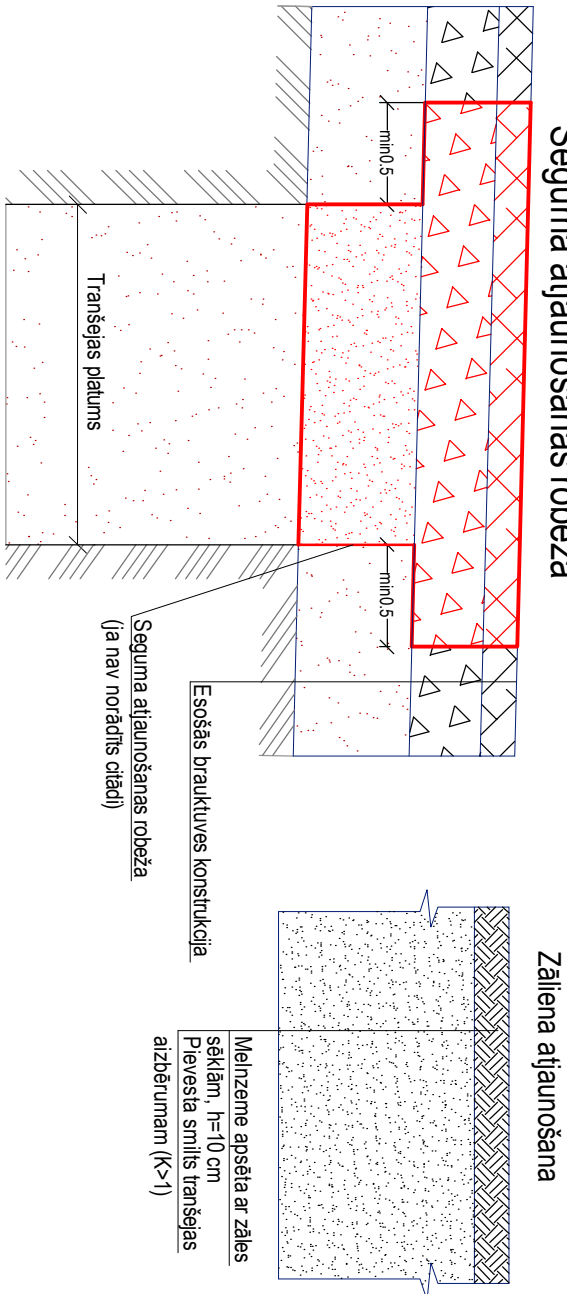 Seguma atjaunošanas robeža
min0.5
min0.5
Tranšejas platums
Seguma atjaunošanas robeža
(ja nav norādīts citādi)
Esošās brauktuves konstrukcija
Zāliena atjaunošana
Melnzeme apsēta ar zāles
sēklām, h=10 cm
Pievesta smilts tranšejas
aizbērumam (K>1)